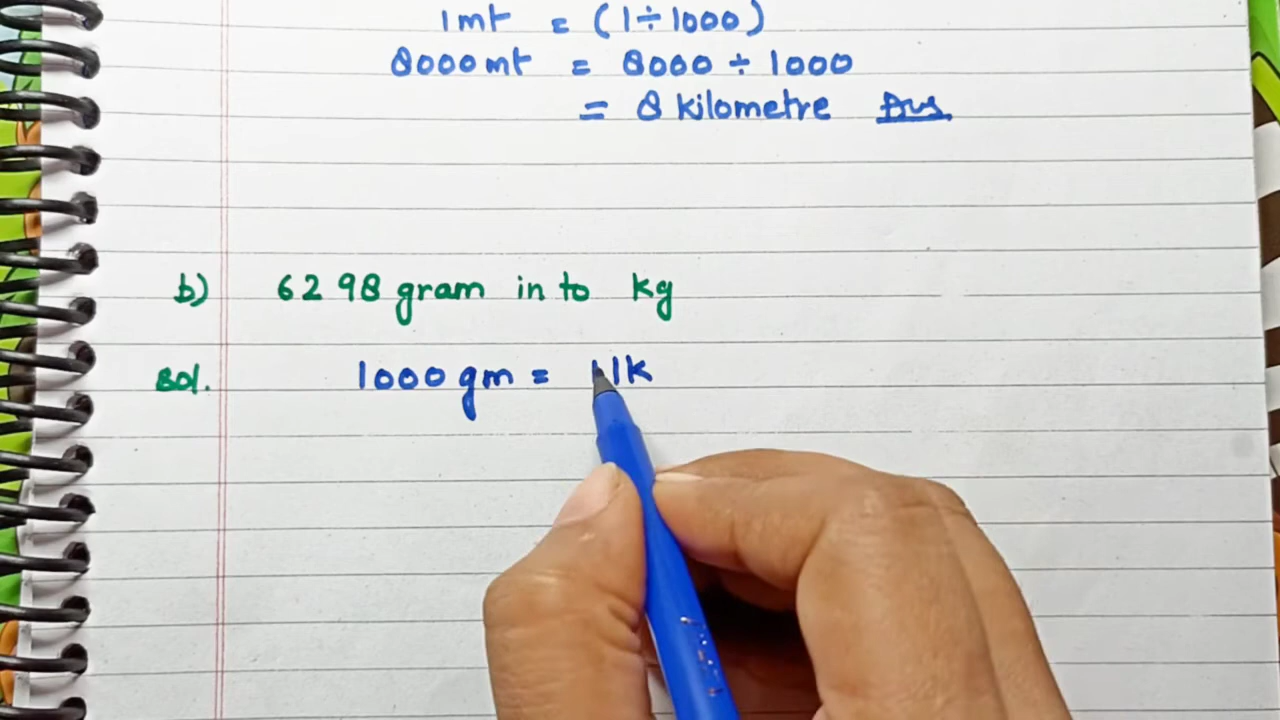 1mt = (1÷1000)
8000mt = 8000 ÷ 1000
= 8 kilometre Ans.
b) 6298 gram in to kg
Sol. 1000 gm = 1k